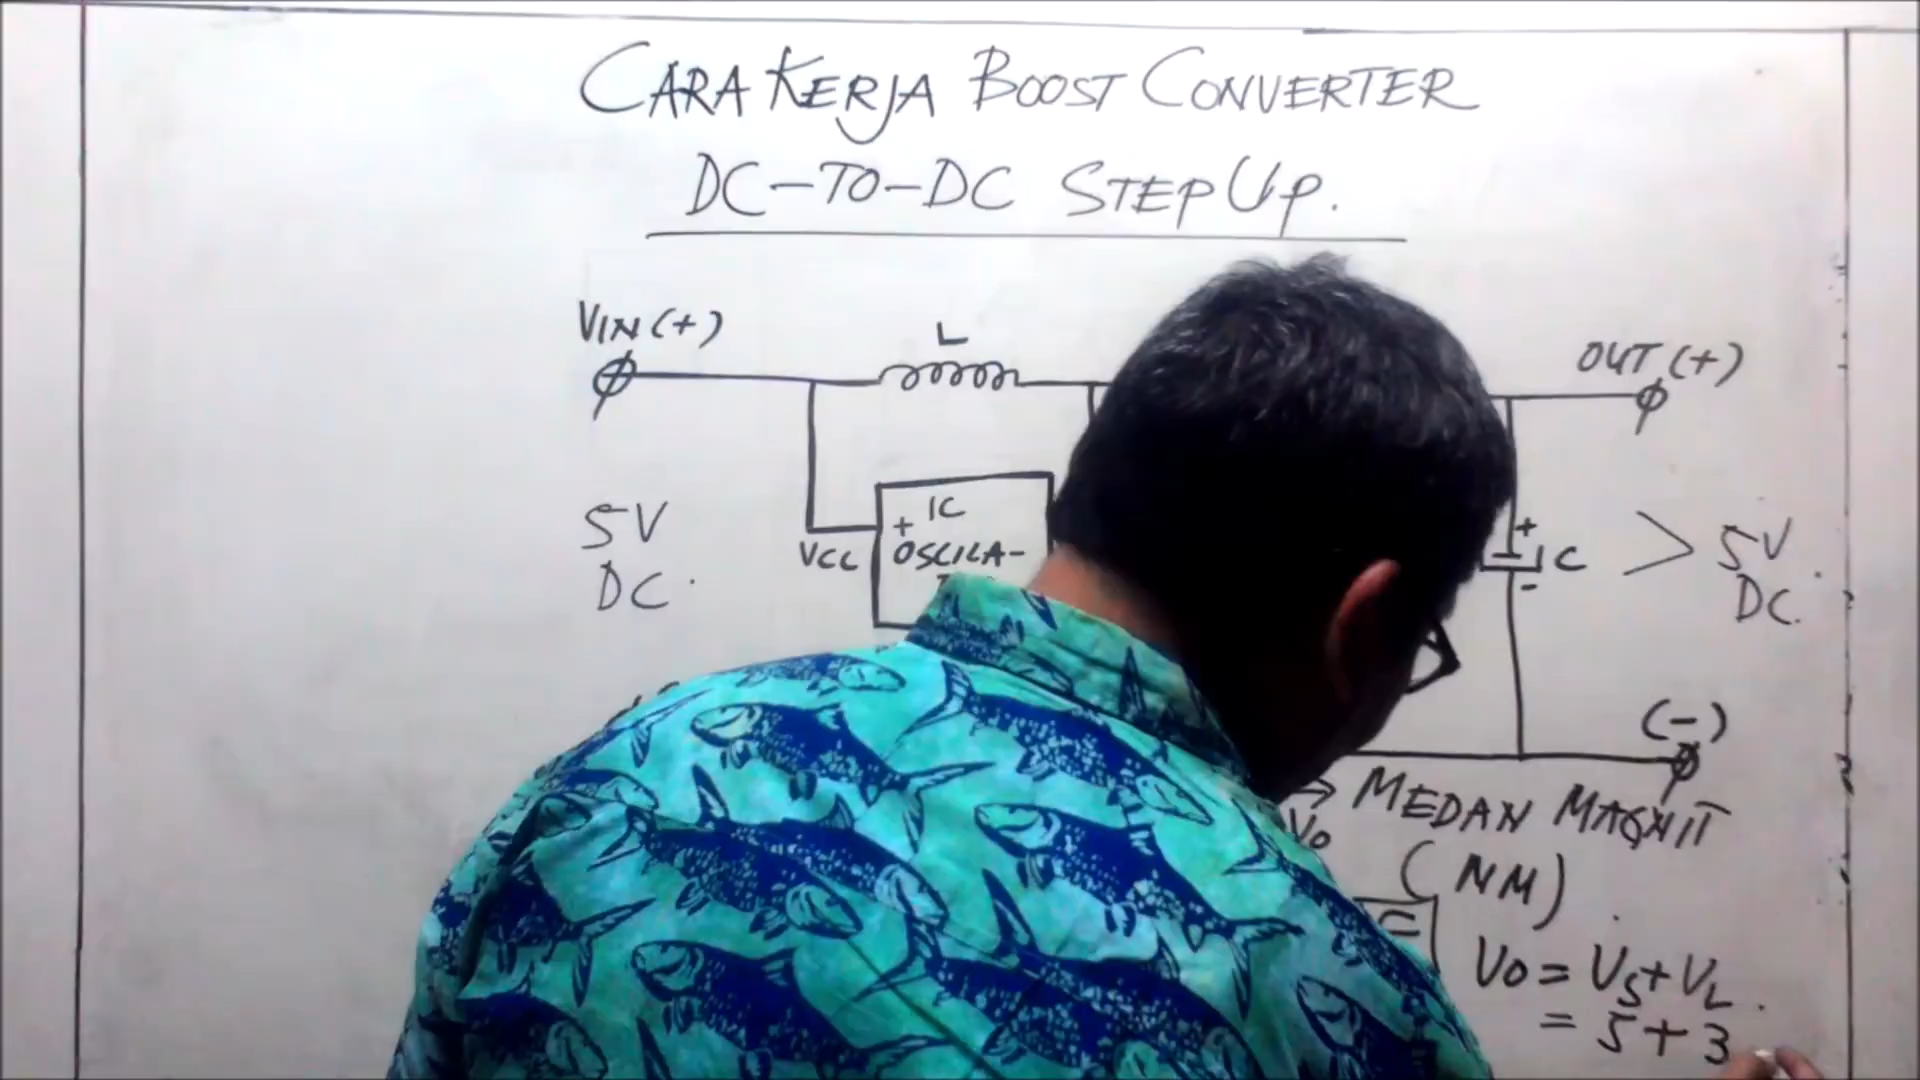 CARA KERJA BOOST CONVERTER
DC-TO-DC STEP UP.
VIN (+)
L
OUT (+)
5V
DC.
VCC
+ IC
OSCILA-
+
C
-
> 5V
DC.
(-)
→ MEDAN MAGNIT
Vo
(NM)
Vo = Vs + VL.
= 5 + 3